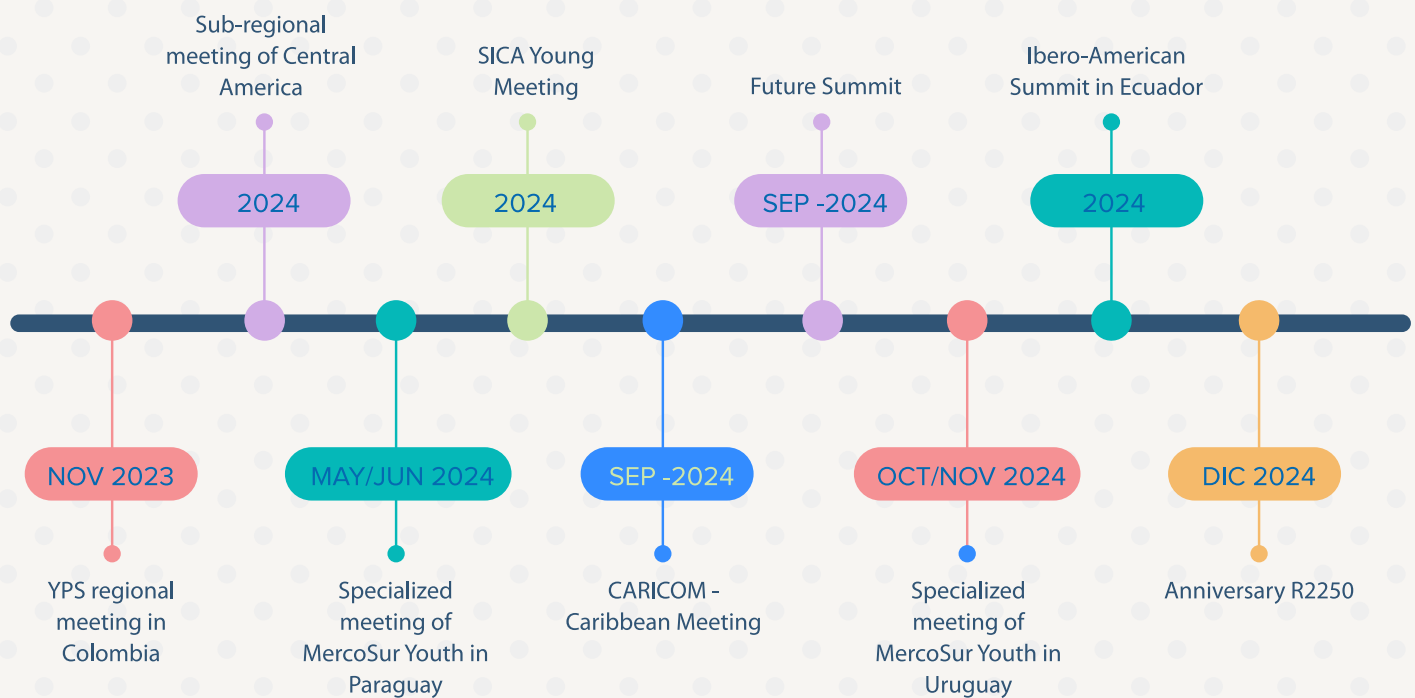 Sub-regional
meeting of Central
America
2024
SICA Young
Meeting
2024
Future Summit
SEP -2024
Ibero-American
Summit in Ecuador
2024
NOV 2023
YPS regional
meeting in
Colombia
MAY/JUN 2024
Specialized
meeting of
MercoSur Youth in
Paraguay
SEP -2024
CARICOM -
Caribbean Meeting
OCT/NOV 2024
Specialized
meeting of
MercoSur Youth in
Uruguay
DIC 2024
Anniversary R2250